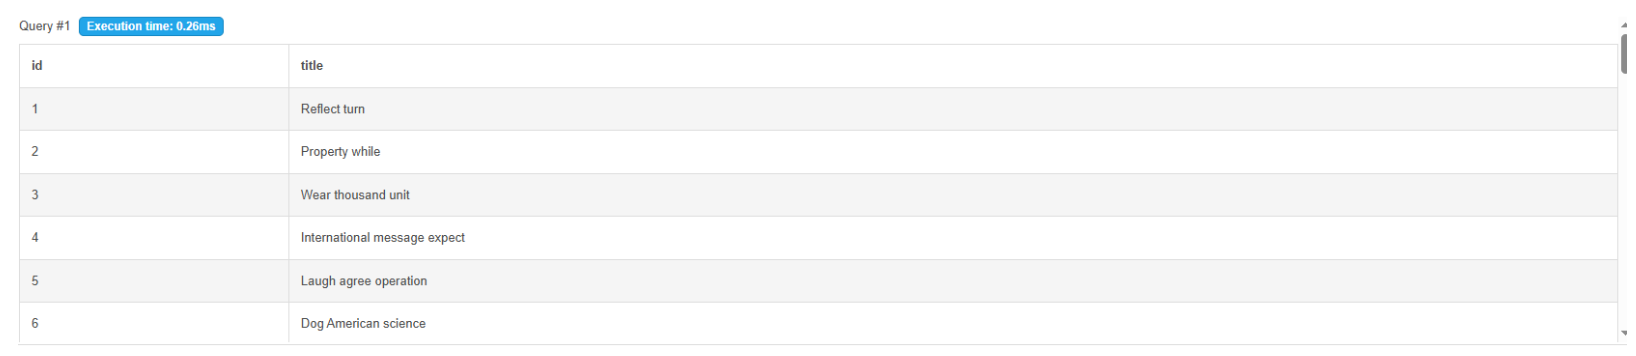 Query #1 Execution time: 0.26ms
id title
1 Reflect turn
2 Property while
3 Wear thousand unit
4 International message expect
5 Laugh agree operation
6 Dog American science